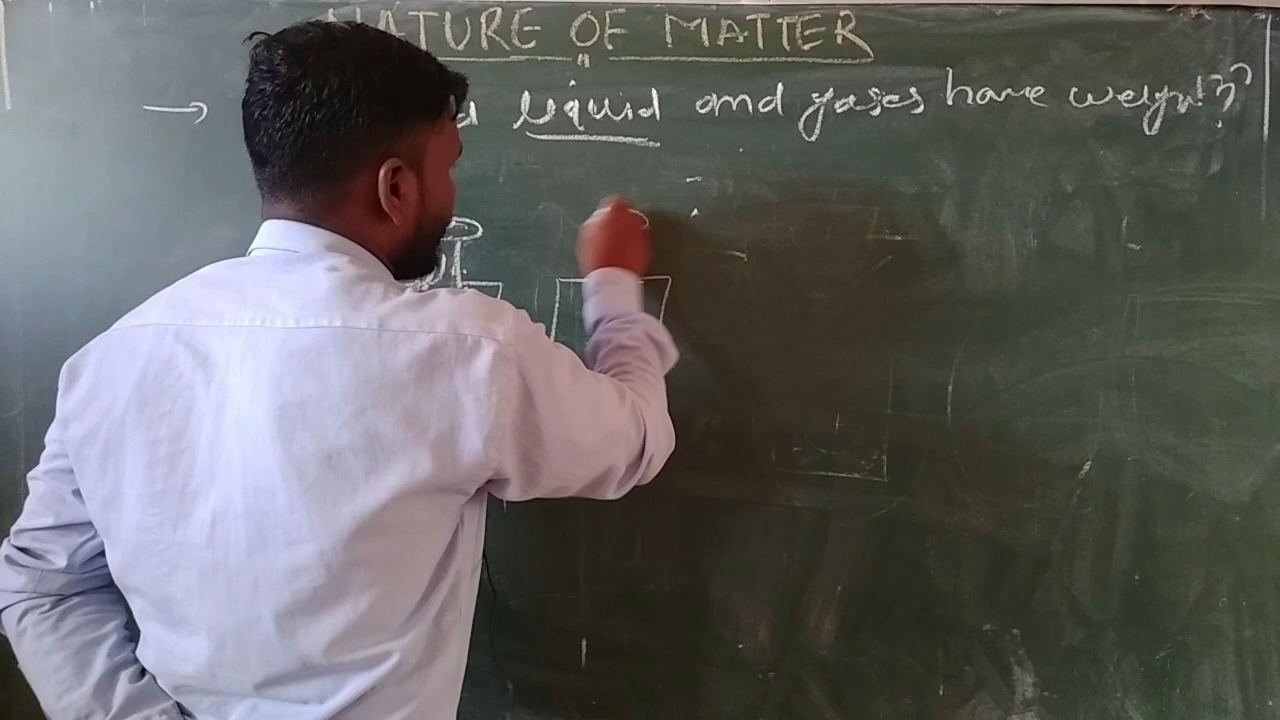 NATURE OF MATTER
→ liquid and gases have weight?